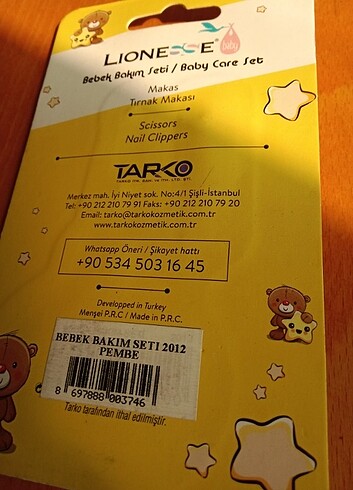 LIONESSE®
baby
Bebek Bakım Seti / Baby Care Set
Makas
Tırnak Makası
Scissors
Nail Clippers
TARKO
Merkez mah. İyi Niyet sok. No:4/1 Şişli-İstanbul
Tel: +90 212 210 79 91 Faks: +90 212 210 79 20
Email: tarko@tarkokozmetik.com.tr
www.tarkokozmetik.com.tr
Whatsapp Öneri / Şikayet hattı
+90 534 503 16 45
Developped in Turkey
Menşei P.R.C / Made in P.R.C.
BEBEK BAKIM SETI 2012
PEMBE
8 697888 003746
Tarko tarafından ithal edilmiştir.